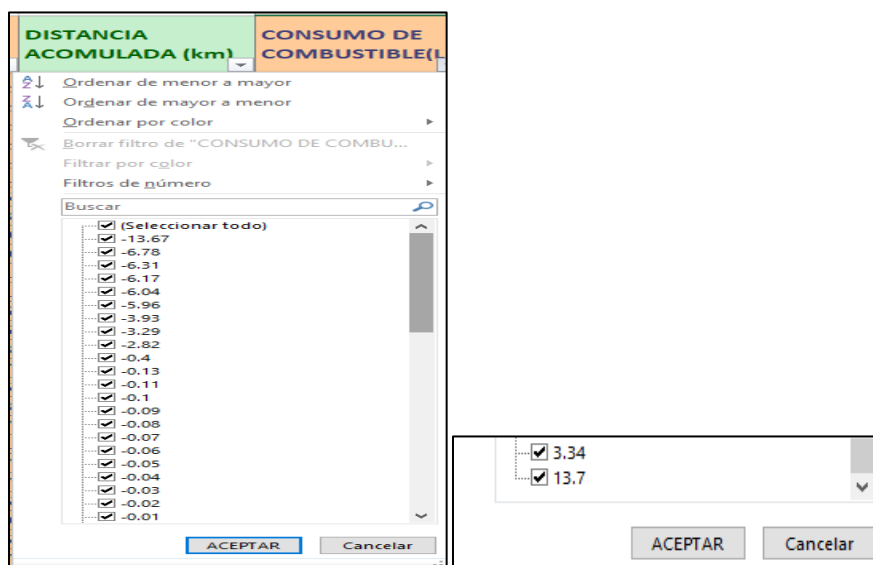 DISTANCIA
ACOMULADA (km)
CONSUMO DE
COMBUSTIBLE(L
Ordenar de menor a mayor
Ordenar de mayor a menor
Ordenar por color
Borrar filtro de "CONSUMO DE COMBU...
Filtrar por color
Filtros de número
Buscar
(Seleccionar todo)
-13.67
-6.78
-6.31
-6.17
-6.04
-5.96
-3.93
-3.29
-2.82
-0.4
-0.13
-0.11
-0.1
-0.09
-0.08
-0.07
-0.06
-0.05
-0.04
-0.03
-0.02
-0.01
ACEPTAR
Cancelar
3.34
13.7
ACEPTAR
Cancelar